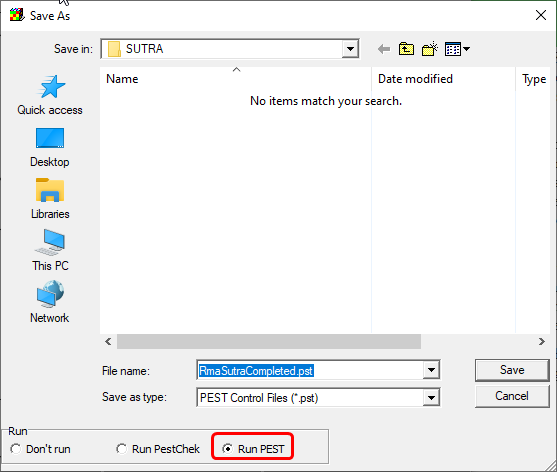 Save As
Save in: SUTRA
Name Date modified Type
No items match your search.
Quick access
Desktop
Libraries
This PC
Network
File name: RmaSutraCompleted.pst Save
Save as type: PEST Control Files (*.pst) Cancel
Run
Don't run Run PestChek Run PEST